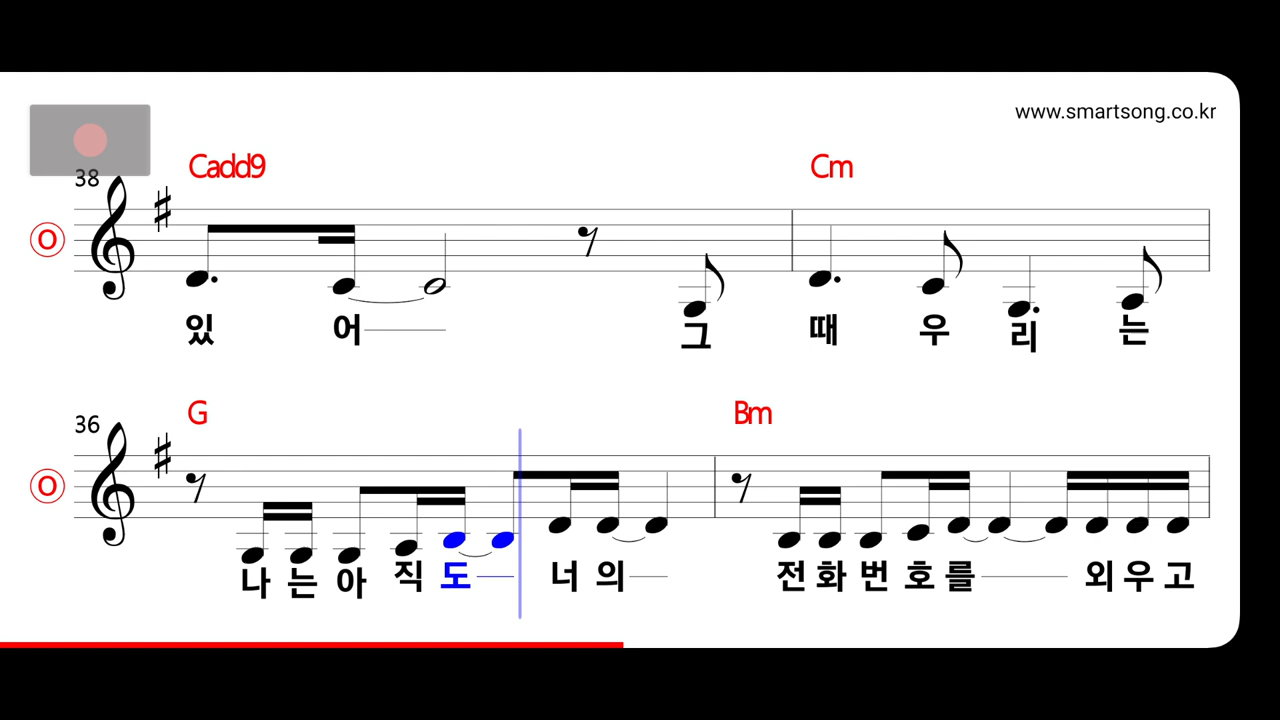 www.smartsong.co.kr
38
Cadd9 Cm
O
있 어 그 때 우 리 는
36
G Bm
O
나 는 아 직 도 너 의 전 화 번 호 를 외 우 고